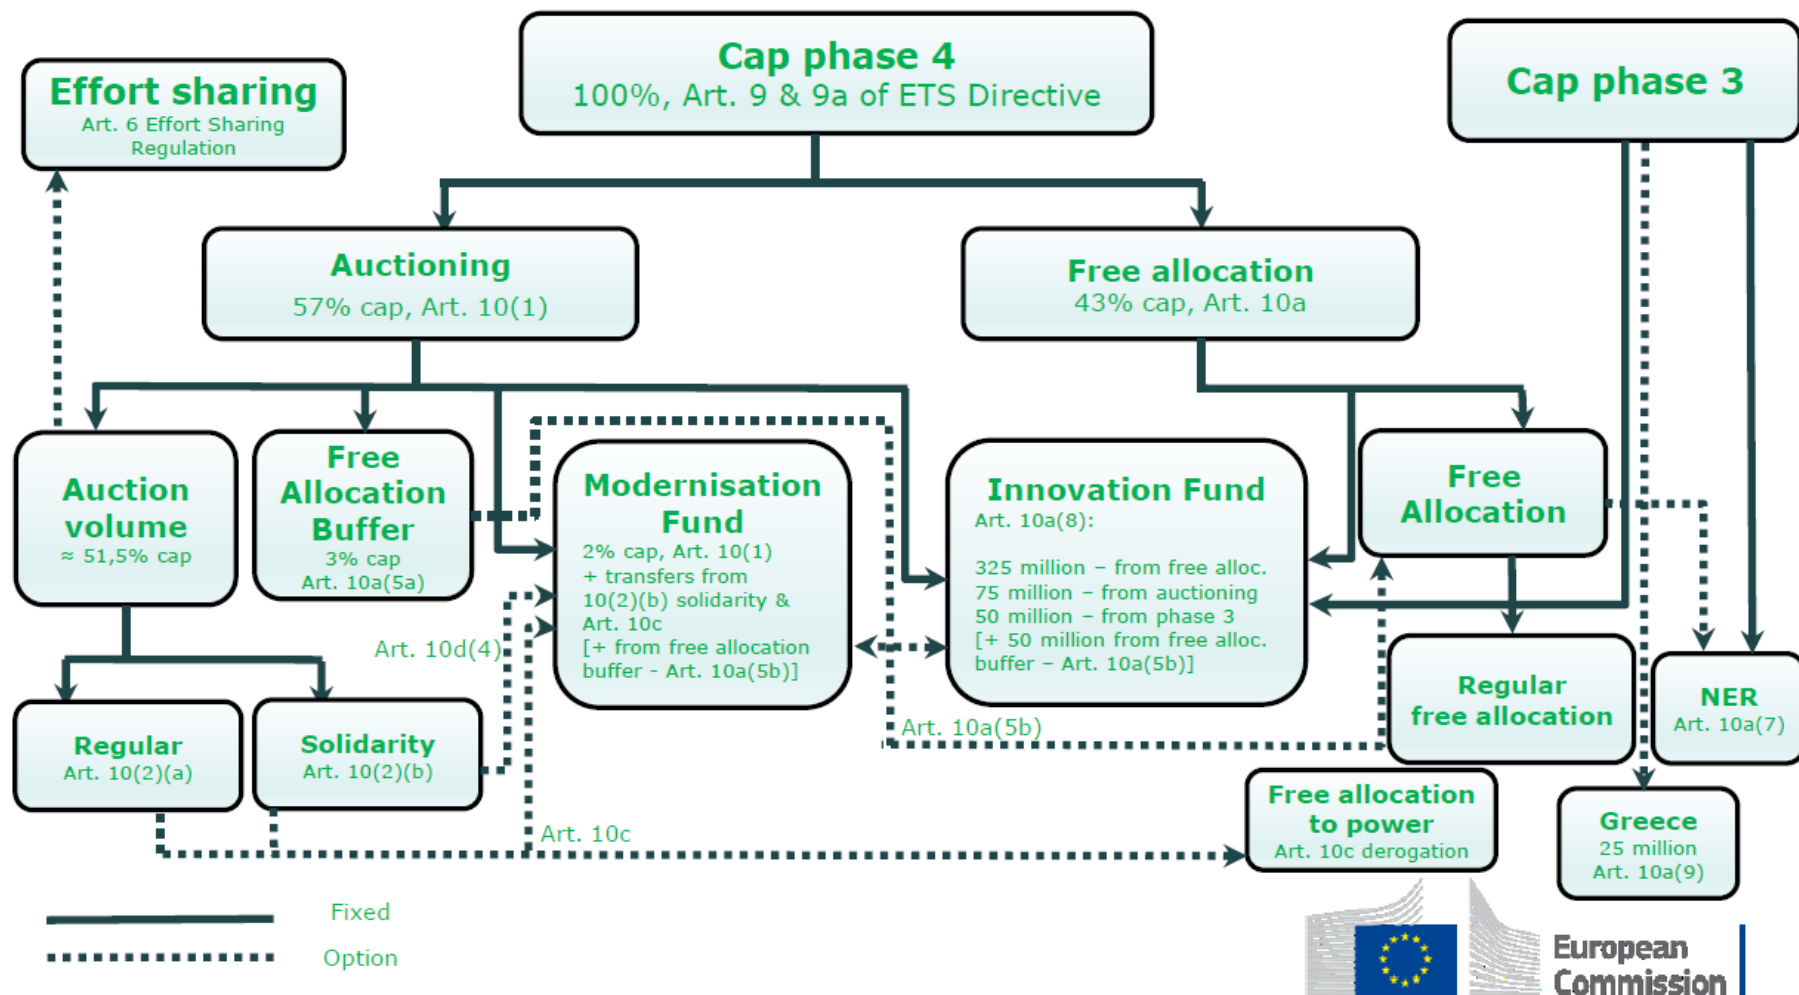 Cap phase 4
100%, Art. 9 & 9a of ETS Directive
Cap phase 3
Effort sharing
Art. 6 Effort Sharing
Regulation
Auctioning
57% cap, Art. 10(1)
Free allocation
43% cap, Art. 10a
Auction
volume
≈ 51,5% cap
Free
Allocation
Buffer
3% cap
Art. 10a(5a)
Modernisation
Fund
2% cap, Art. 10(1)
+ transfers from
10(2)(b) solidarity &
Art. 10c
[+ from free allocation
buffer - Art. 10a(5b)]
Innovation Fund
Art. 10a(8):
325 million – from free alloc.
75 million – from auctioning
50 million – from phase 3
[+ 50 million from free alloc.
buffer – Art. 10a(5b)]
Free
Allocation
Art. 10d(4)
Regular
Art. 10(2)(a)
Solidarity
Art. 10(2)(b)
Art. 10a(5b)
Regular
free allocation
NER
Art. 10a(7)
Art. 10c
Free allocation
to power
Art. 10c derogation
Greece
25 million
Art. 10a(9)
Fixed
Option
European
Commission